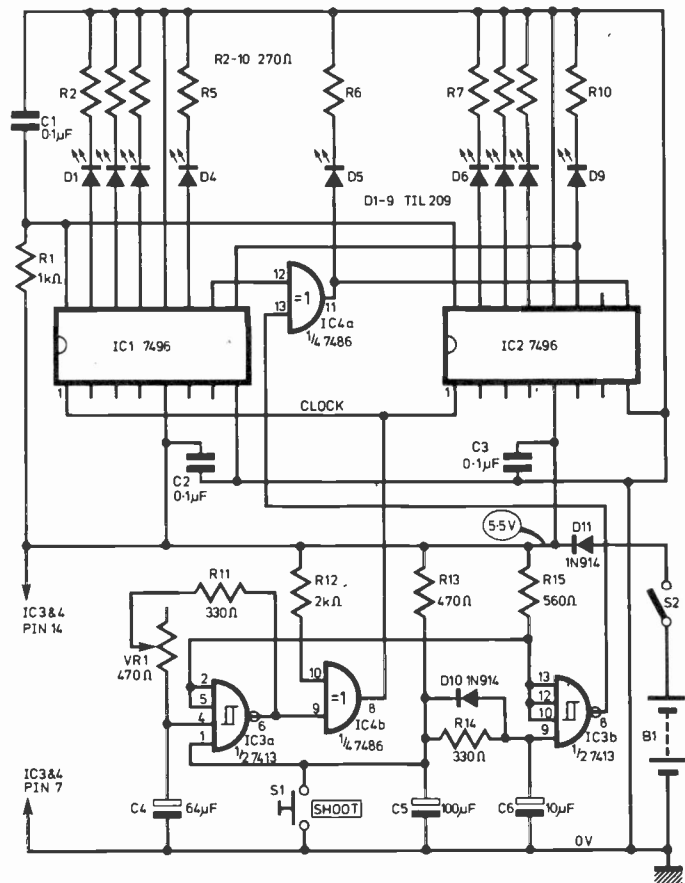 R2-10 270Ω
R2
R5
R6
R7
R10
C1
0·1µF
D1
D4
D5
D6
D9
D1-9 TIL 209
R1
1kΩ
12
13
=1
11
IC4a
1/4 7486
IC1 7496
IC2 7496
1
1
CLOCK
C2
0·1µF
C3
0·1µF
5·5V
D11
1N914
IC3&4
PIN 14
R11
330Ω
R12
2kΩ
R13
470Ω
R15
560Ω
S2
VR1
470Ω
2
5
4
1
6
IC3a
1/2 7413
10
9
=1
8
IC4b
1/4 7486
D10 1N914
R14
330Ω
13
12
10
9
8
IC3b
1/2 7413
B1
IC3&4
PIN 7
C4
64µF
S1
SHOOT
C5
100µF
C6
10µF
0V